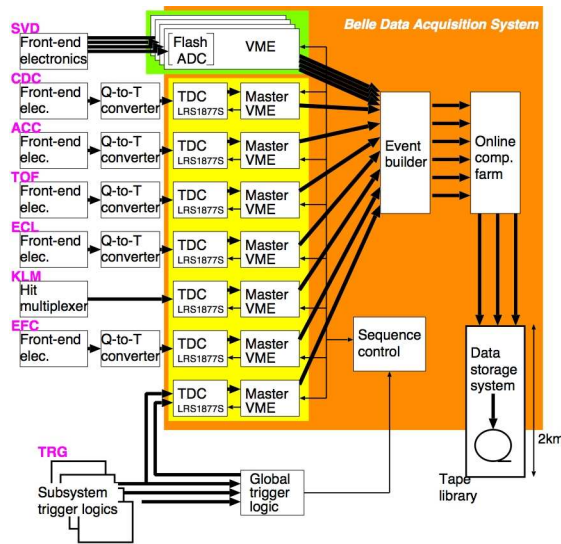 Belle Data Acquisition System
SVD
Front-end
electronics
Flash
ADC
VME
CDC
Front-end
elec.
Q-to-T
converter
TDC
LRS1877S
Master
VME
ACC
Front-end
elec.
Q-to-T
converter
TDC
LRS1877S
Master
VME
TOF
Front-end
elec.
Q-to-T
converter
TDC
LRS1877S
Master
VME
ECL
Front-end
elec.
Q-to-T
converter
TDC
LRS1877S
Master
VME
KLM
Hit
multiplexer
TDC
LRS1877S
Master
VME
EFC
Front-end
elec.
Q-to-T
converter
TDC
LRS1877S
Master
VME
TDC
LRS1877S
Master
VME
Event
builder
Online
comp.
farm
Sequence
control
Data
storage
system
2km
Tape
library
TRG
Subsystem
trigger logics
Global
trigger
logic